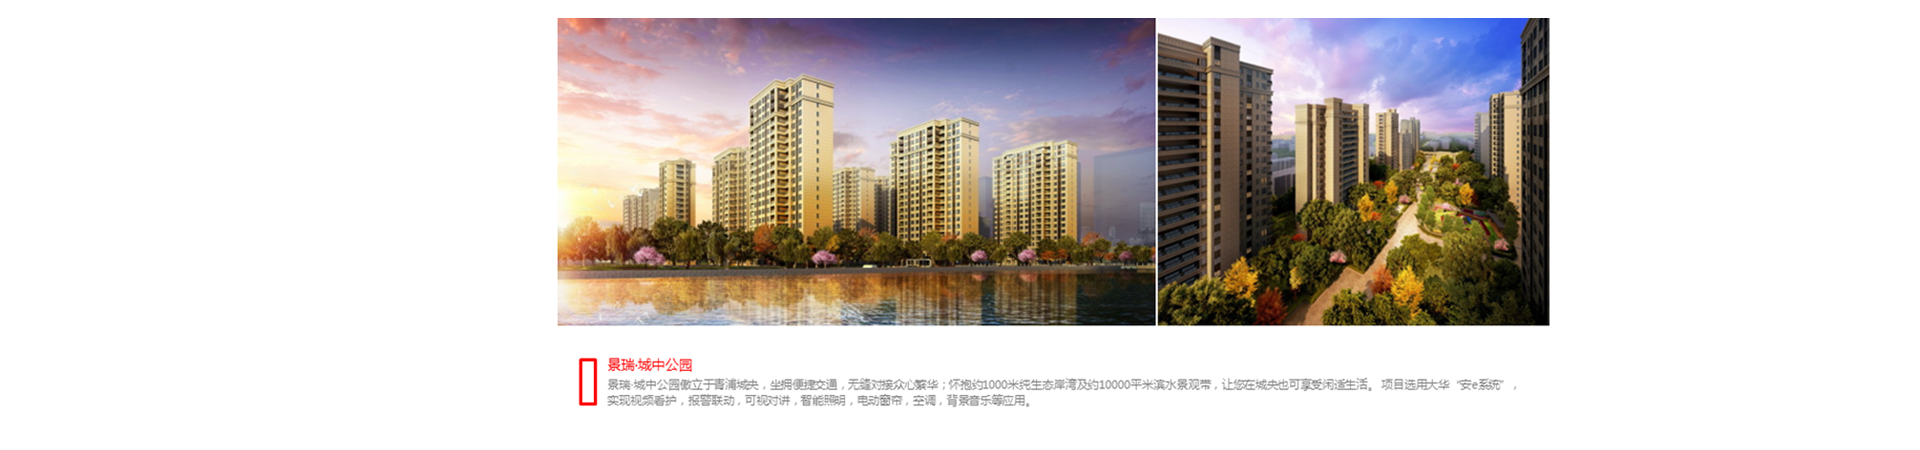 景瑞·城中公园
景瑞·城中公园傲立于青浦城央，坐拥便捷交通，无缝对接众心繁华；怀抱约1000米纯生态岸湾及约10000平米滨水景观带，让您在城央也可享受闲适生活。 项目选用大华“安e系统”，
实现视频看护，报警联动，可视对讲，智能照明，电动窗帘，空调，背景音乐等应用。